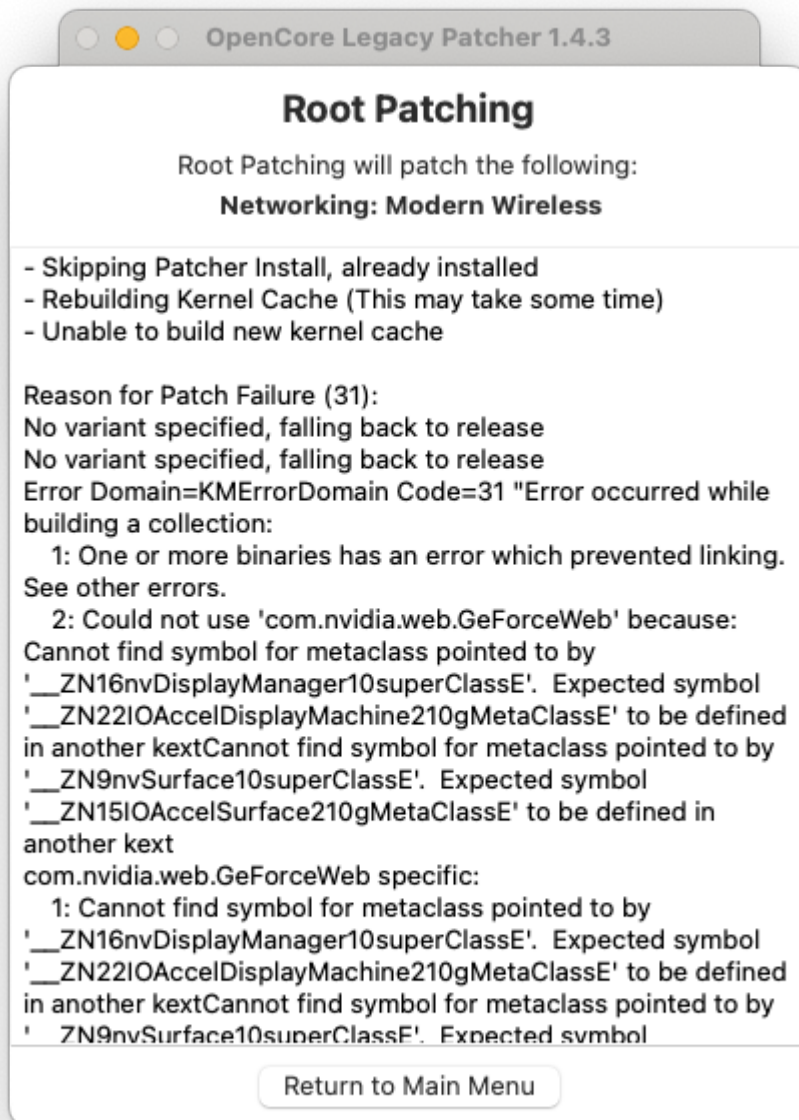 OpenCore Legacy Patcher 1.4.3
Root Patching
Root Patching will patch the following:
Networking: Modern Wireless
- Skipping Patcher Install, already installed
- Rebuilding Kernel Cache (This may take some time)
- Unable to build new kernel cache
Reason for Patch Failure (31):
No variant specified, falling back to release
No variant specified, falling back to release
Error Domain=KMErrorDomain Code=31 "Error occurred while
building a collection:
1: One or more binaries has an error which prevented linking.
See other errors.
2: Could not use 'com.nvidia.web.GeForceWeb' because:
Cannot find symbol for metaclass pointed to by
'__ZN16nvDisplayManager10superClassE'.  Expected symbol
'__ZN22IOAccelDisplayMachine210gMetaClassE' to be defined
in another kextCannot find symbol for metaclass pointed to by
'__ZN9nvSurface10superClassE'.  Expected symbol
'__ZN15IOAccelSurface210gMetaClassE' to be defined in
another kext
com.nvidia.web.GeForceWeb specific:
1: Cannot find symbol for metaclass pointed to by
'__ZN16nvDisplayManager10superClassE'.  Expected symbol
'__ZN22IOAccelDisplayMachine210gMetaClassE' to be defined
in another kextCannot find symbol for metaclass pointed to by
'__ZN9nvSurface10superClassE'.  Expected symbol
Return to Main Menu